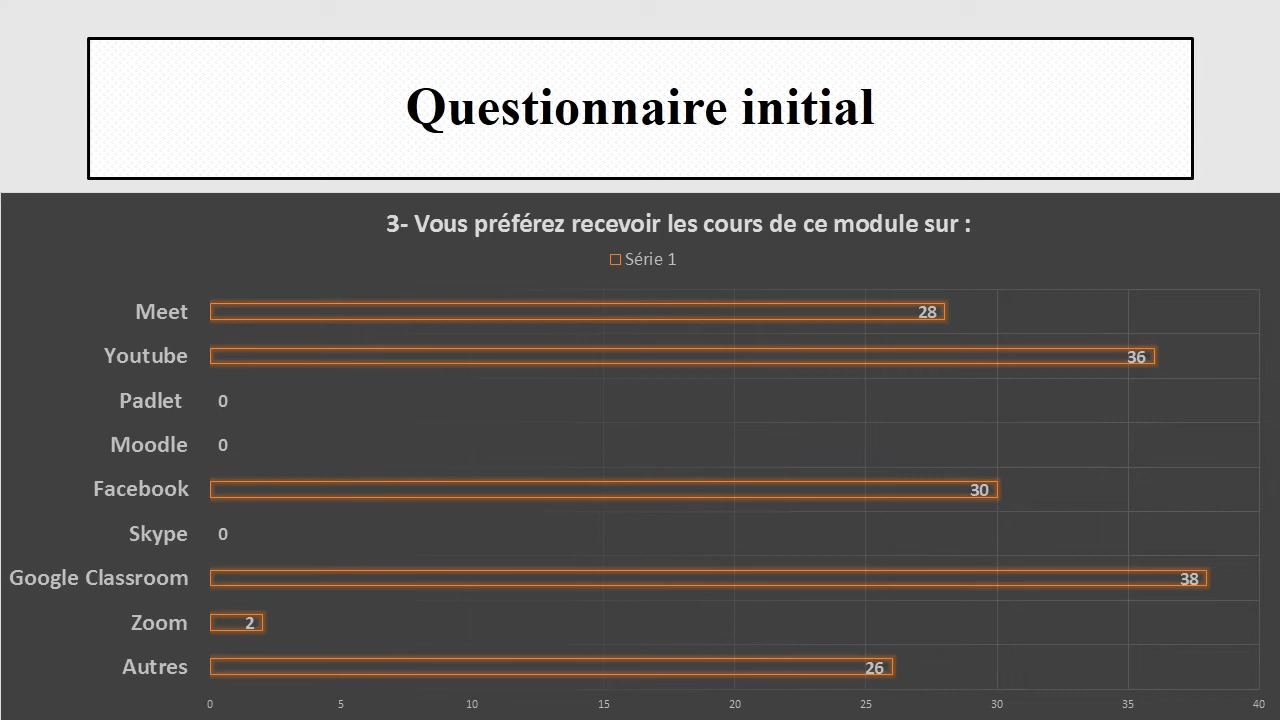 Questionnaire initial
3- Vous préférez recevoir les cours de ce module sur :
Série 1
Meet 28
Youtube 36
Padlet 0
Moodle 0
Facebook 30
Skype 0
Google Classroom 38
Zoom 2
Autres 26
0 5 10 15 20 25 30 35 40